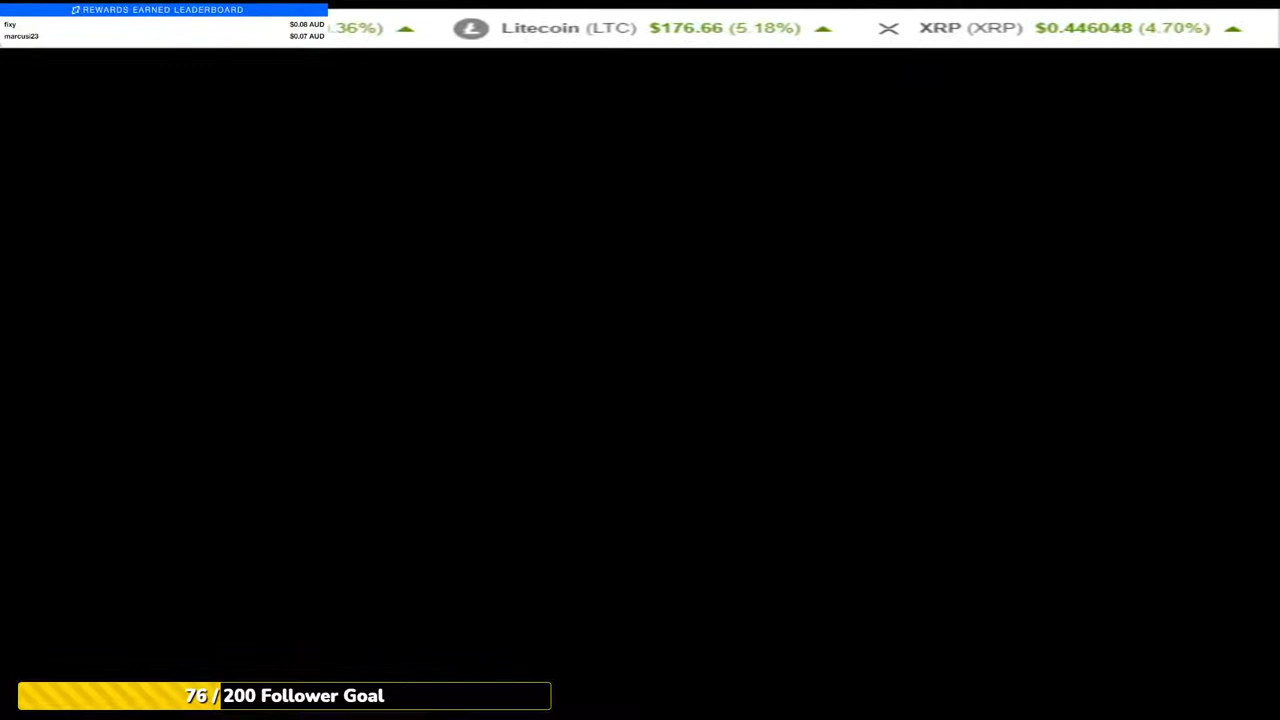 REWARDS EARNED LEADERBOARD
fixy $0.08 AUD
marcusi23 $0.07 AUD
.36%) Litecoin (LTC) $176.66 (5.18%) XRP (XRP) $0.446048 (4.70%)
76 / 200 Follower Goal